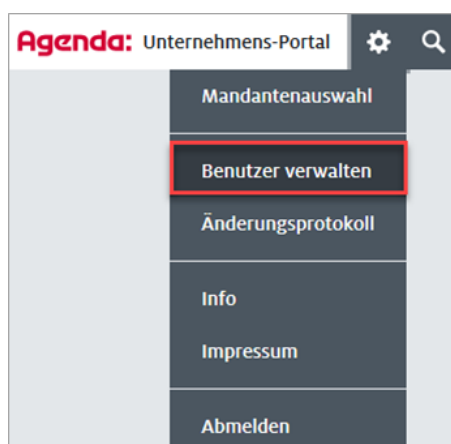 Agenda: Unternehmens-Portal
Mandantenauswahl
Benutzer verwalten
Änderungsprotokoll
Info
Impressum
Abmelden